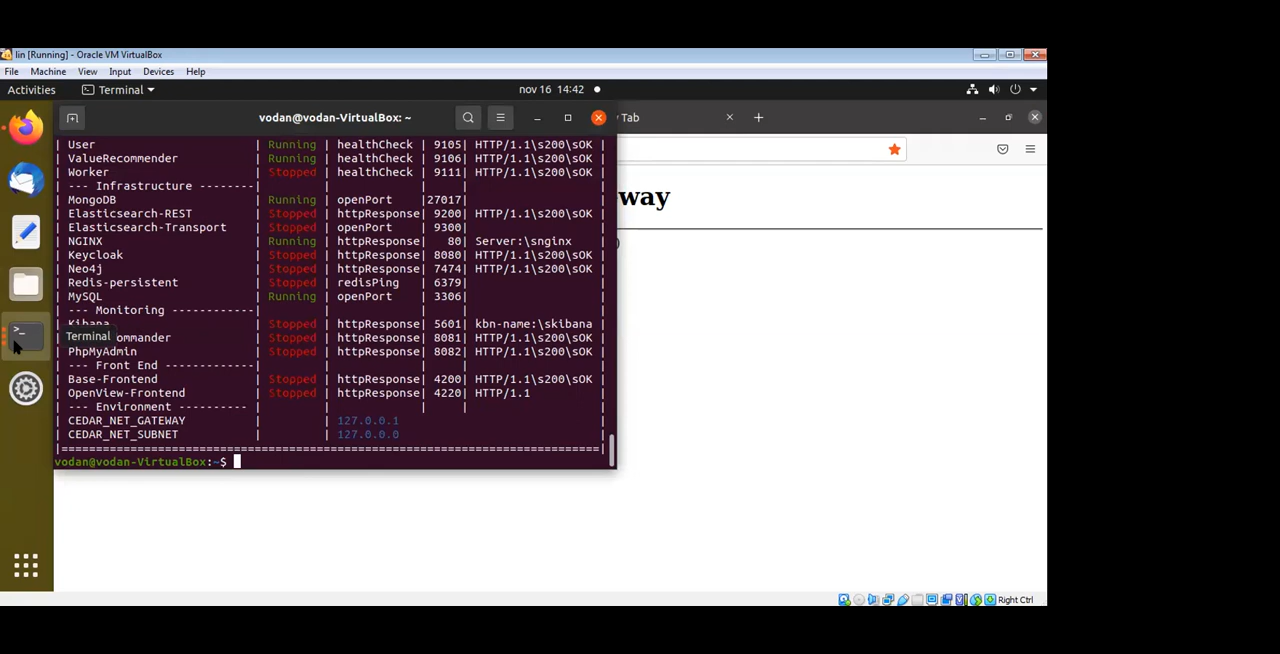 lin [Running] - Oracle VM VirtualBox
File Machine View Input Devices Help
Activities Terminal nov 16 14:42
vodan@vodan-VirtualBox: ~
Tab
way
| User | Running | healthCheck | 9105| HTTP/1.1\s200\sOK |
| ValueRecommender | Running | healthCheck | 9106| HTTP/1.1\s200\sOK |
| Worker | Stopped | healthCheck | 9111| HTTP/1.1\s200\sOK |
| --- Infrastructure --------| | | | |
| MongoDB | Running | openPort |27017| |
| Elasticsearch-REST | Stopped | httpResponse| 9200| HTTP/1.1\s200\sOK |
| Elasticsearch-Transport | Stopped | openPort | 9300| |
| NGINX | Running | httpResponse| 80| Server:\snginx |
| Keycloak | Stopped | httpResponse| 8080| HTTP/1.1\s200\sOK |
| Neo4j | Stopped | httpResponse| 7474| HTTP/1.1\s200\sOK |
| Redis-persistent | Stopped | redisPing | 6379| |
| MySQL | Running | openPort | 3306| |
| --- Monitoring ------------| | | | |
| Kibana | Stopped | httpResponse| 5601| kbn-name:\skibana |
Terminal
ommander | Stopped | httpResponse| 8081| HTTP/1.1\s200\sOK |
| PhpMyAdmin | Stopped | httpResponse| 8082| HTTP/1.1\s200\sOK |
| --- Front End -------------| | | | |
| Base-Frontend | Stopped | httpResponse| 4200| HTTP/1.1\s200\sOK |
| OpenView-Frontend | Stopped | httpResponse| 4220| HTTP/1.1 |
| --- Environment ---------- | | | | |
| CEDAR_NET_GATEWAY | | 127.0.0.1 |
| CEDAR_NET_SUBNET | | 127.0.0.0 |
|=============================================================================|
vodan@vodan-VirtualBox:~$
Right Ctrl